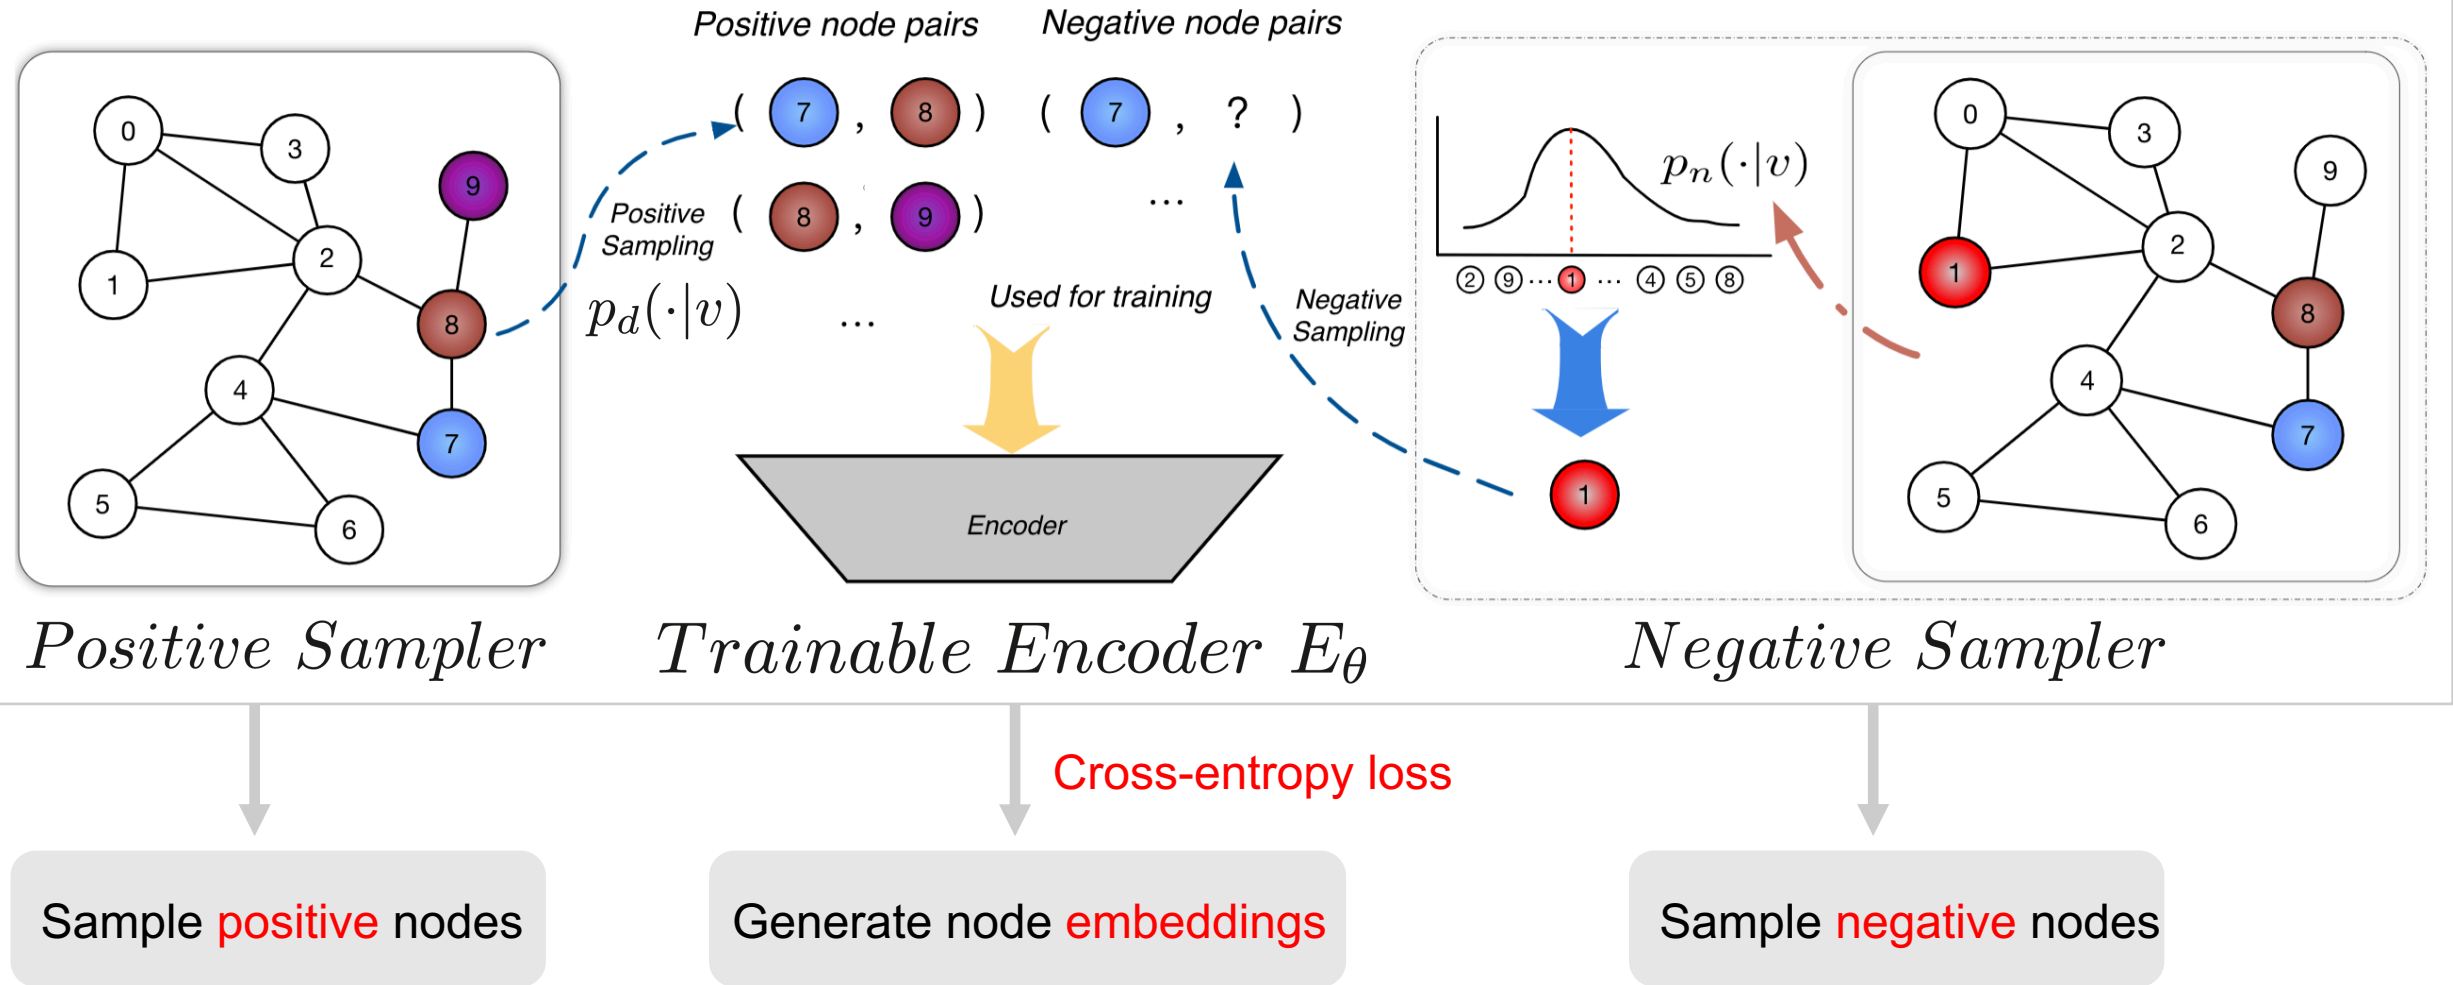 Positive node pairs
Negative node pairs
( 7 , 8 )
( 7 , ? )
( 8 , 9 )
...
...
Positive
Sampling
p_d(·|v)
0
3
9
2
1
8
4
7
5
6
Used for training
Negative
Sampling
Encoder
p_n(·|v)
2 9 ... 1 ... 4 5 8
1
0
3
9
2
1
8
4
7
5
6
Positive Sampler
Trainable Encoder E_θ
Negative Sampler
Cross-entropy loss
Sample positive nodes
Generate node embeddings
Sample negative nodes